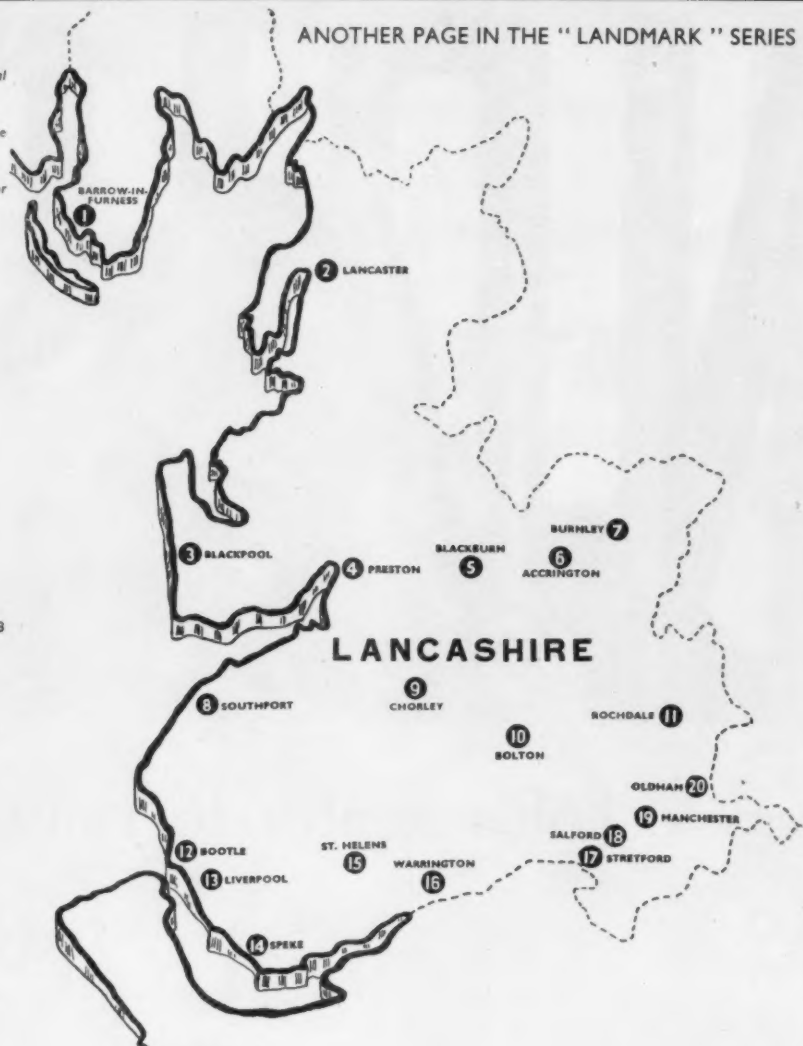 ANOTHER PAGE IN THE " LANDMARK " SERIES
BARROW-IN-
FURNESS
1
2 LANCASTER
BURNLEY 7
3 BLACKPOOL
4 PRESTON
BLACKBURN
5
6
ACCRINGTON
LANCASHIRE
8 SOUTHPORT
9
CHORLEY
ROCHDALE 11
10
BOLTON
OLDHAM 20
19 MANCHESTER
SALFORD 18
17 STRETFORD
12 BOOTLE
13 LIVERPOOL
ST. HELENS
15
WARRINGTON
16
14 SPEKE